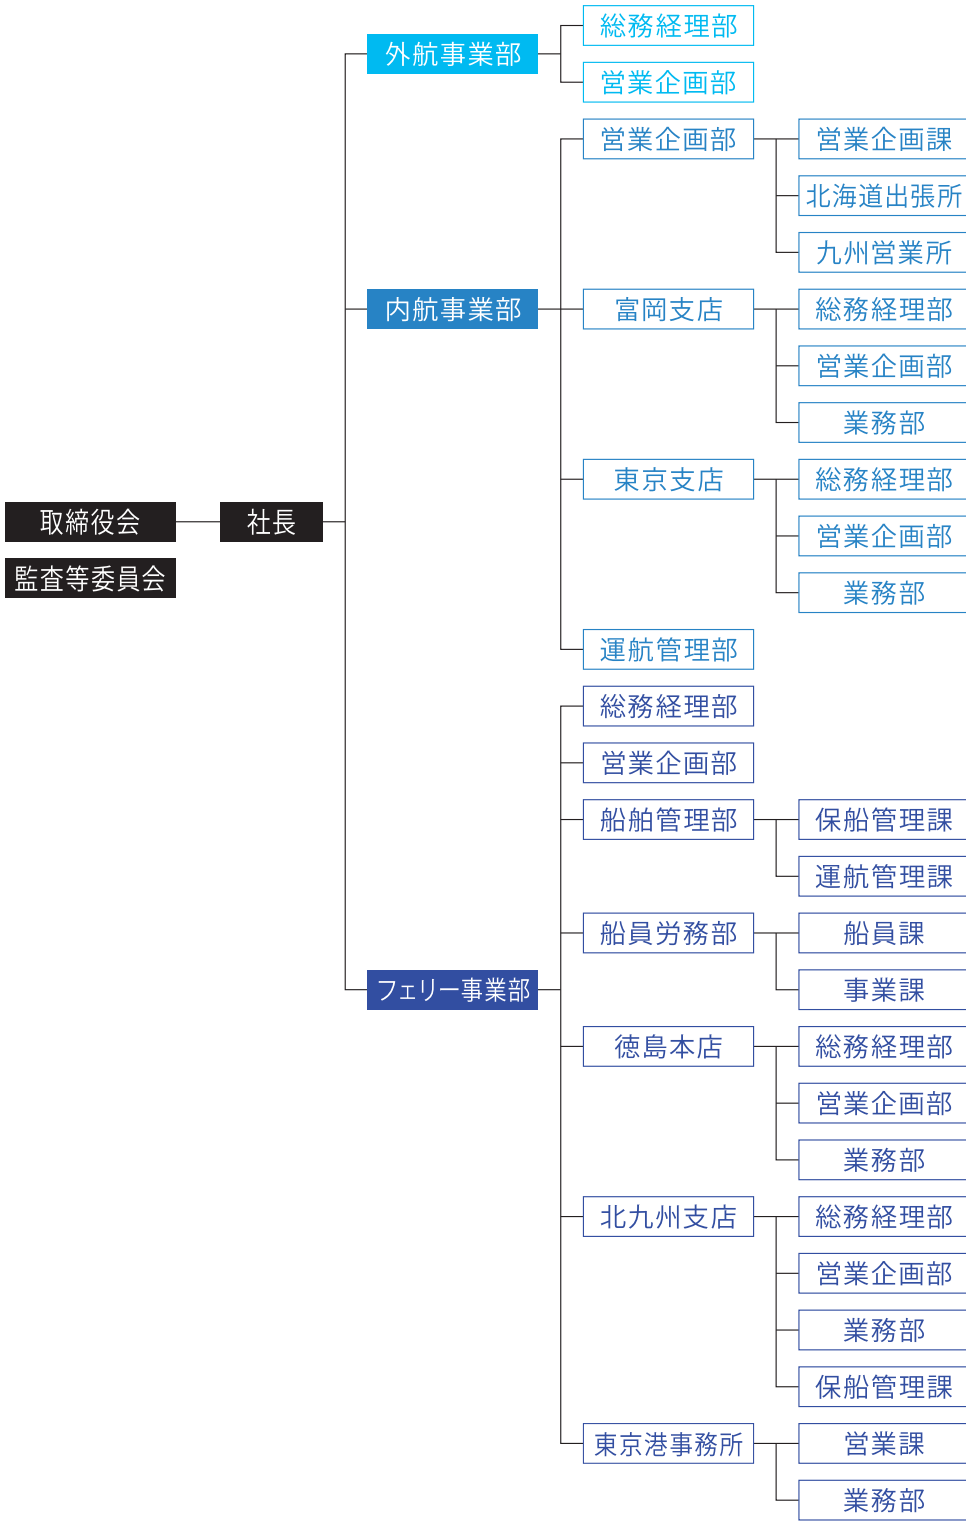 取締役会
監査等委員会
社長
外航事業部
総務経理部
営業企画部
内航事業部
営業企画部
営業企画課
北海道出張所
九州営業所
富岡支店
総務経理部
営業企画部
業務部
東京支店
総務経理部
営業企画部
業務部
運航管理部
フェリー事業部
総務経理部
営業企画部
船舶管理部
保船管理課
運航管理課
船員労務部
船員課
事業課
徳島本店
総務経理部
営業企画部
業務部
北九州支店
総務経理部
営業企画部
業務部
保船管理課
東京港事務所
営業課
業務部